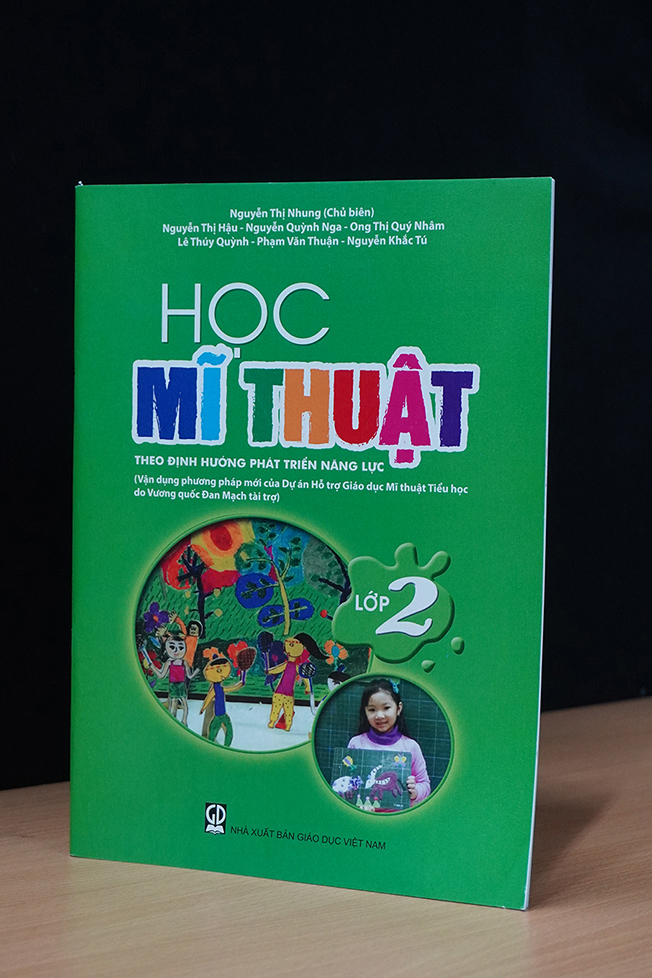 Nguyễn Thị Nhung (Chủ biên)
Nguyễn Thị Hậu - Nguyễn Quỳnh Nga - Ong Thị Quý Nhâm
Lê Thúy Quỳnh - Phạm Văn Thuận - Nguyễn Khắc Tú
HỌC
MĨ THUẬT
THEO ĐỊNH HƯỚNG PHÁT TRIỂN NĂNG LỰC
(Vận dụng phương pháp mới của Dự án Hỗ trợ Giáo dục Mĩ thuật Tiểu học
do Vương quốc Đan Mạch tài trợ)
LỚP 2
GD
NHÀ XUẤT BẢN GIÁO DỤC VIỆT NAM